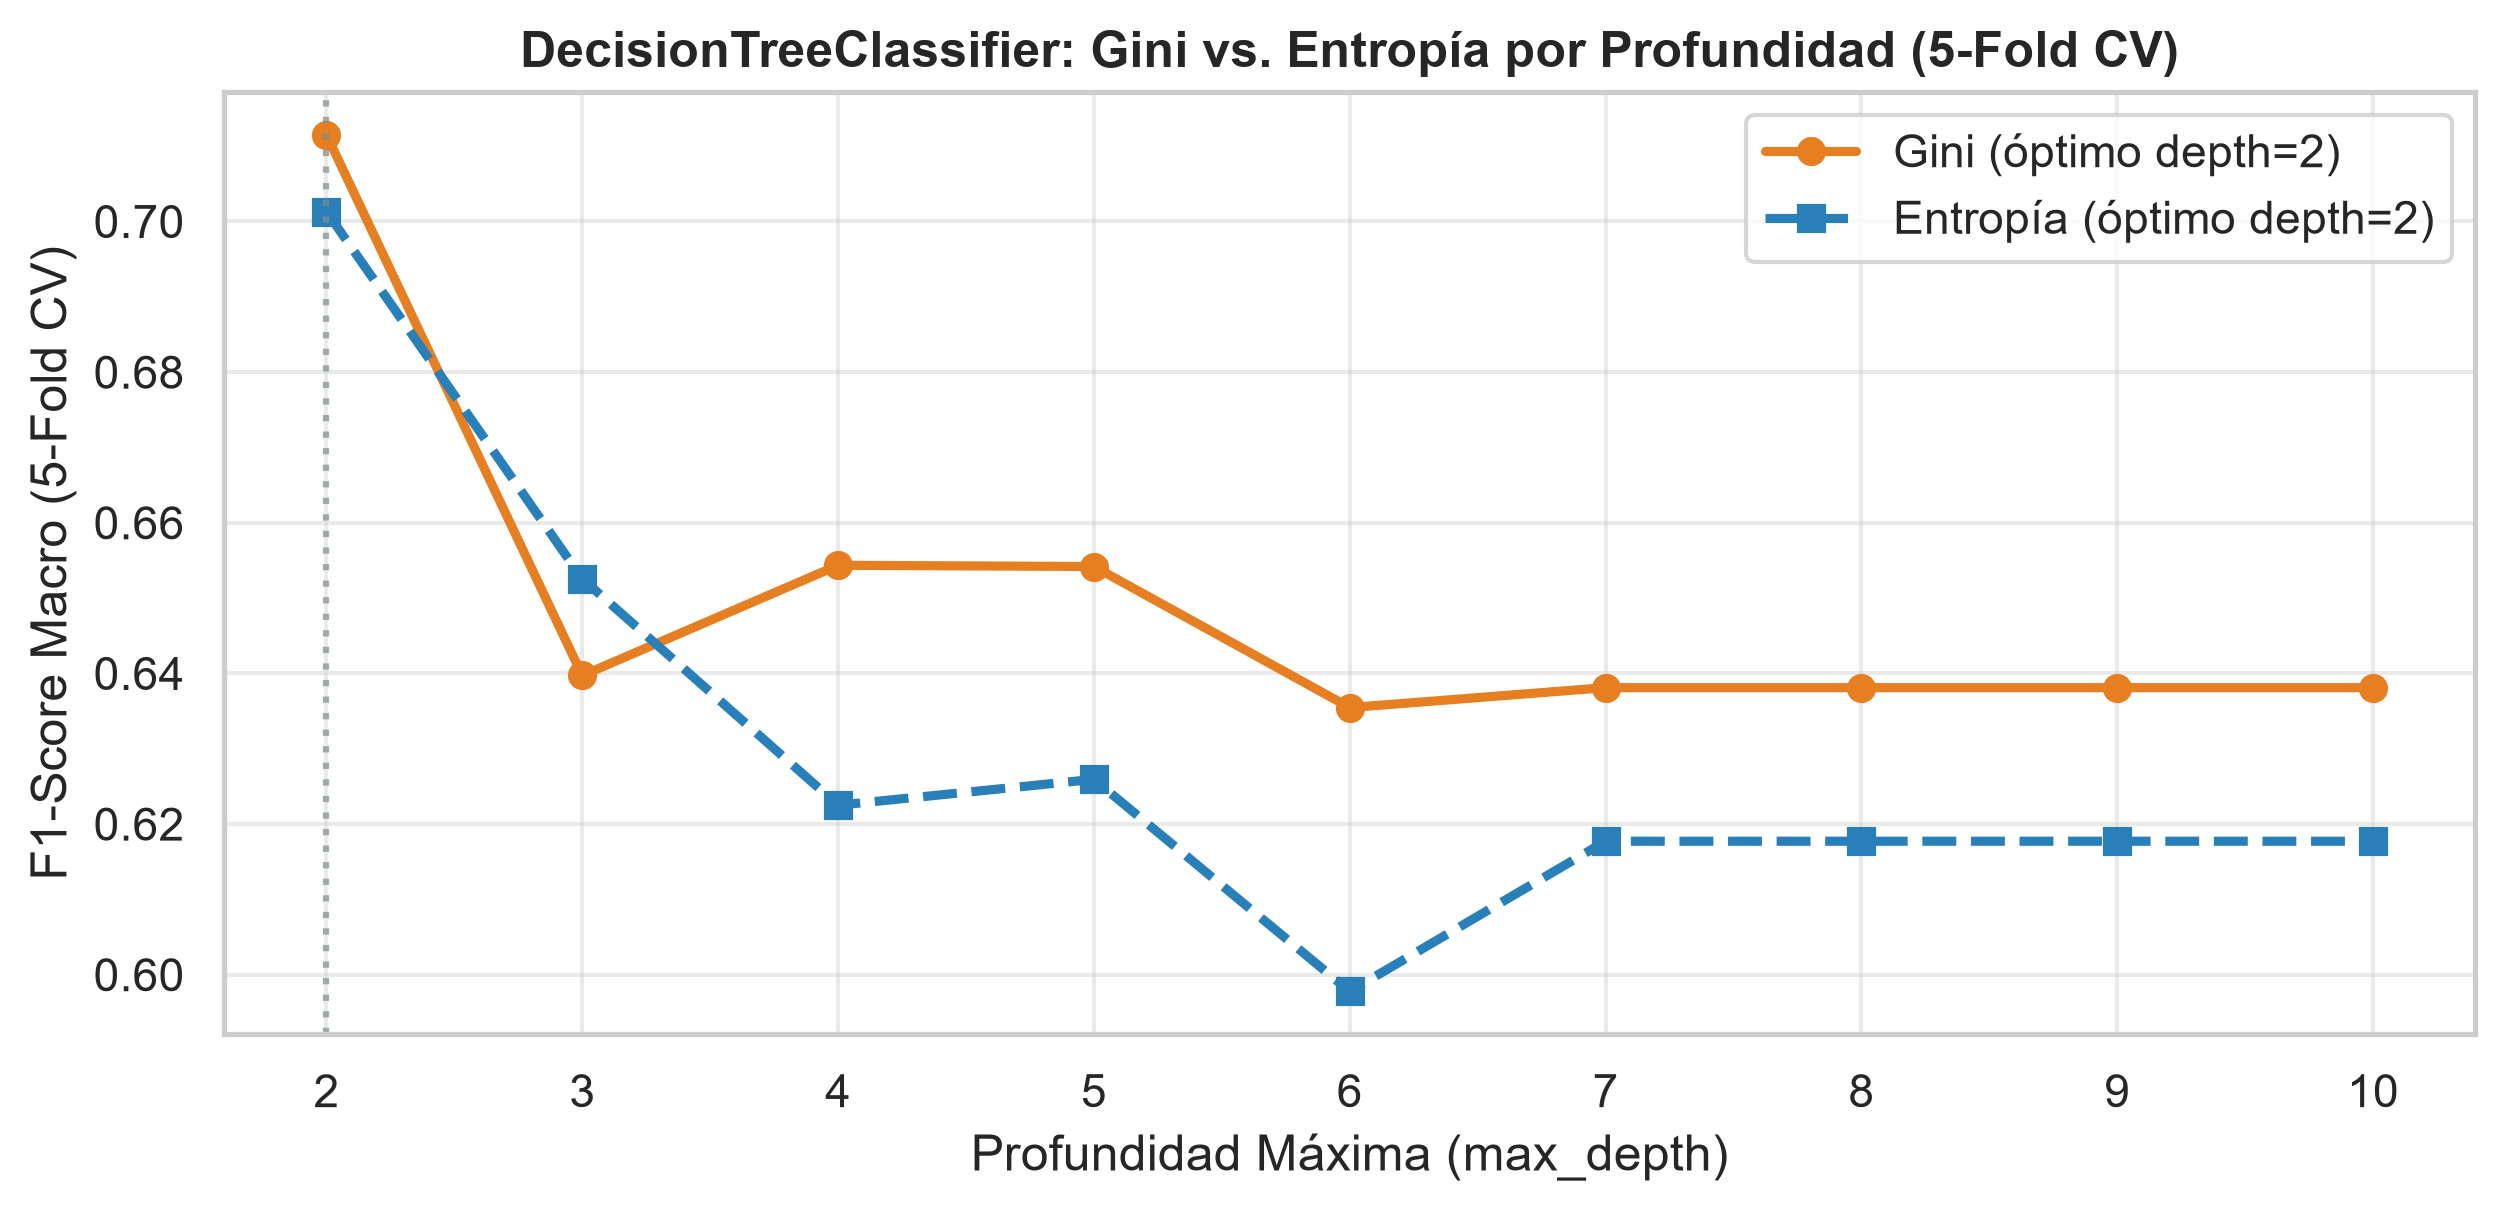 DecisionTreeClassifier: Gini vs. Entropía por Profundidad (5-Fold CV)
Gini (óptimo depth=2)
Entropía (óptimo depth=2)
F1-Score Macro (5-Fold CV)
0.70
0.68
0.66
0.64
0.62
0.60
2 3 4 5 6 7 8 9 10
Profundidad Máxima (max_depth)